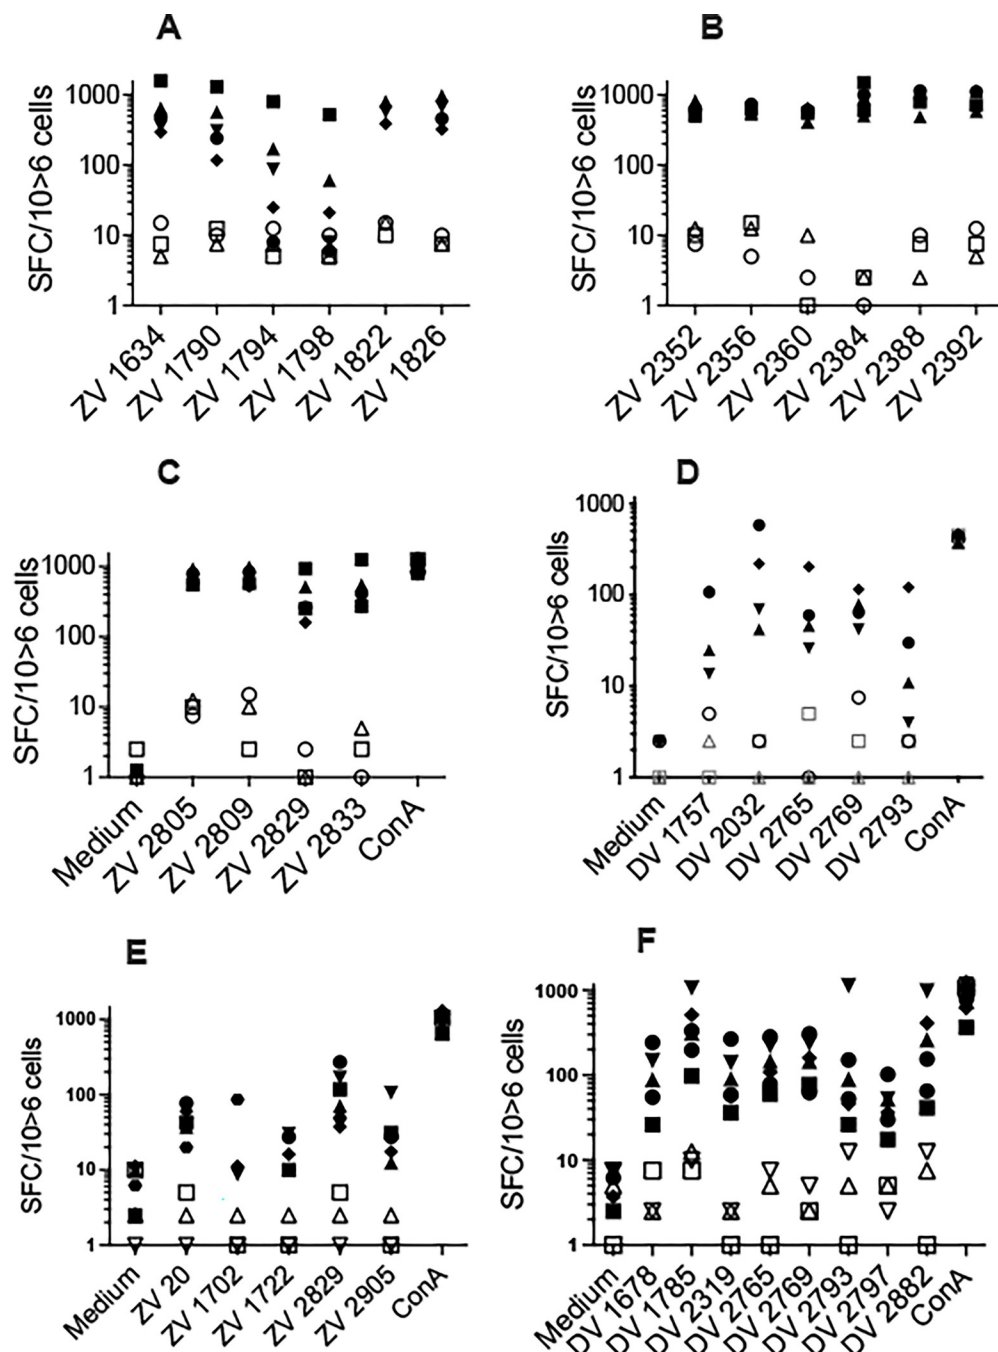 A
SFC/10>6 cells
1000
100
10
1
ZV 1634
ZV 1790
ZV 1794
ZV 1798
ZV 1822
ZV 1826
B
SFC/10>6 cells
1000
100
10
1
ZV 2352
ZV 2356
ZV 2360
ZV 2384
ZV 2388
ZV 2392
C
SFC/10>6 cells
1000
100
10
1
Medium
ZV 2805
ZV 2809
ZV 2829
ZV 2833
ConA
D
SFC/10>6 cells
1000
100
10
1
Medium
DV 1757
DV 2032
DV 2765
DV 2769
DV 2793
ConA
E
SFC/10>6 cells
1000
100
10
1
Medium
ZV 20
ZV 1702
ZV 1722
ZV 2829
ZV 2905
ConA
F
SFC/10>6 cells
1000
100
10
1
Medium
DV 1678
DV 1785
DV 2319
DV 2765
DV 2769
DV 2793
DV 2797
DV 2882
ConA